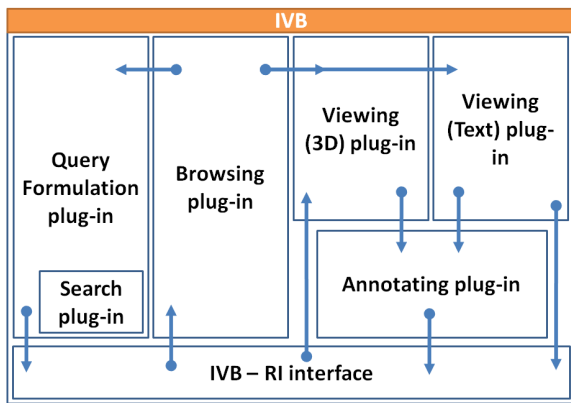 IVB
Query
Formulation
plug-in
Search
plug-in
Browsing
plug-in
Viewing
(3D) plug-in
Viewing
(Text) plug-
in
Annotating plug-in
IVB – RI interface